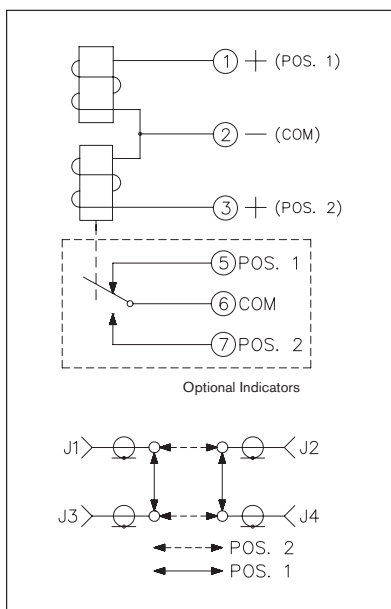 1 + (POS. 1)
2 — (COM)
3 + (POS. 2)
5 POS. 1
6 COM
7 POS. 2
Optional Indicators
J1 J2
J3 J4
POS. 2
POS. 1